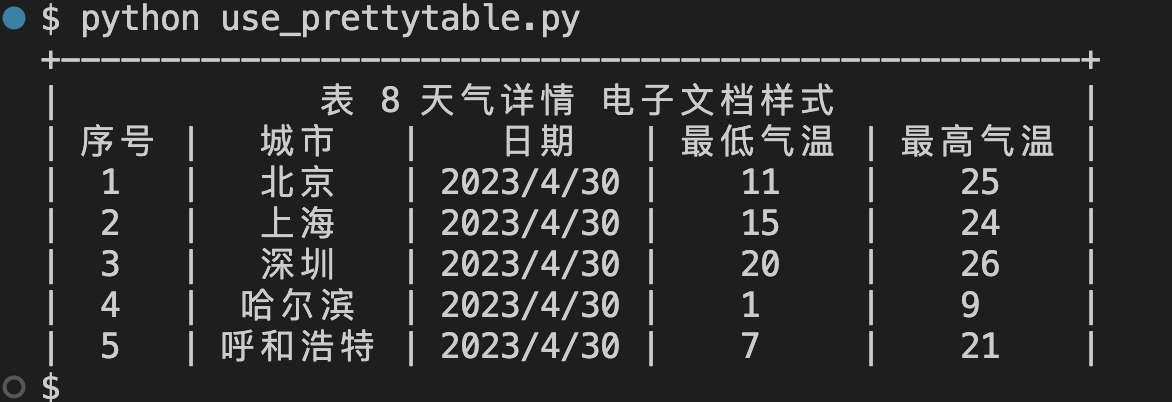 $ python use_prettytable.py
+---------------------------------------------------+
|             表 8 天气详情 电子文档样式             |
| 序号 |   城市   |    日期   | 最低气温 | 最高气温 |
|  1   |   北京   | 2023/4/30 |    11    |    25    |
|  2   |   上海   | 2023/4/30 |    15    |    24    |
|  3   |   深圳   | 2023/4/30 |    20    |    26    |
|  4   |  哈尔滨  | 2023/4/30 |    1     |    9     |
|  5   | 呼和浩特 | 2023/4/30 |    7     |    21    |
$